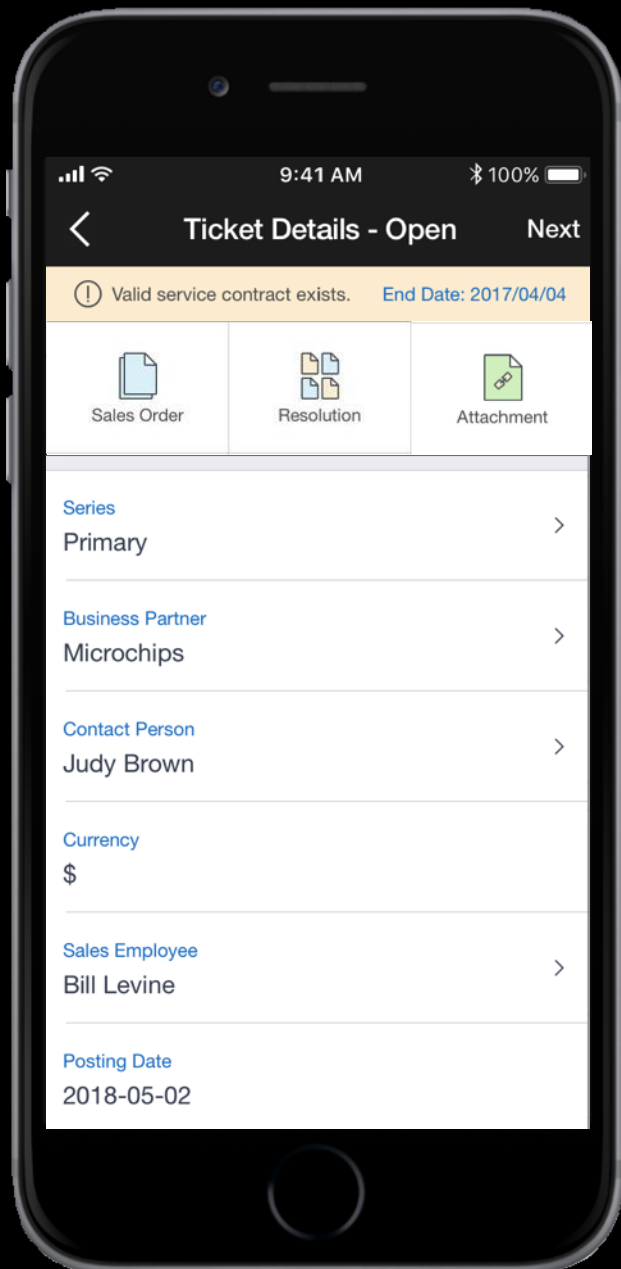 9:41 AM 100%
Ticket Details - Open Next
Valid service contract exists. End Date: 2017/04/04
Sales Order Resolution Attachment
Series
Primary
Business Partner
Microchips
Contact Person
Judy Brown
Currency
$
Sales Employee
Bill Levine
Posting Date
2018-05-02